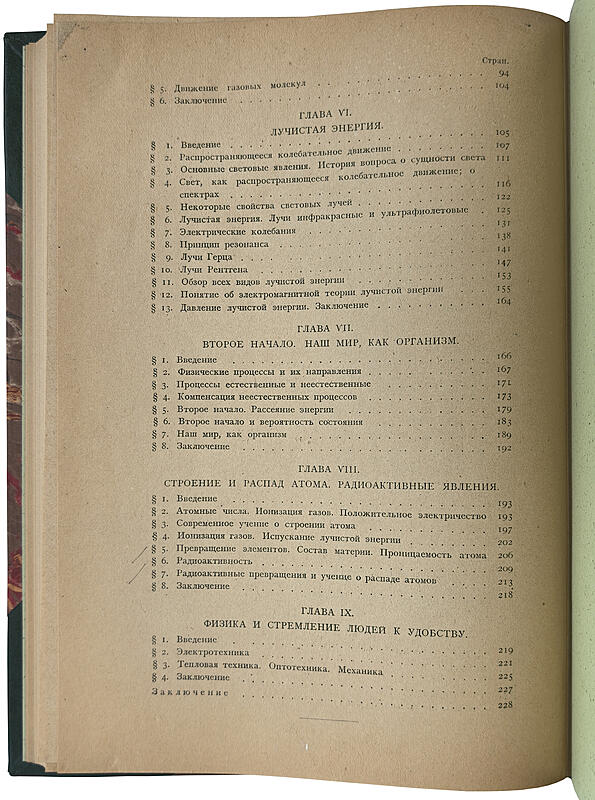 Стран.
§ 5. Движение газовых молекул . . . . . . . . . . . . 94
§ 6. Заключение . . . . . . . . . . . . . . . . . 104
ГЛАВА VI.
ЛУЧИСТАЯ ЭНЕРГИЯ.
§ 1. Введение . . . . . . . . . . . . . . . . . 105
§ 2. Распространяющееся колебательное движение . . . . . 107
§ 3. Основные световые явления. История вопроса о сущности света 111
§ 4. Свет, как распространяющееся колебательное движение; о
спектрах . . . . . . . . . . . . . . . . . 116
§ 5. Некоторые свойства световых лучей . . . . . . . . 122
§ 6. Лучистая энергия. Лучи инфракрасные и ультрафиолетовые . 125
§ 7. Электрические колебания . . . . . . . . . . . . 131
§ 8. Принцип резонанса . . . . . . . . . . . . . . 138
§ 9. Лучи Герца . . . . . . . . . . . . . . . . . 141
§ 10. Лучи Рентгена . . . . . . . . . . . . . . . . 147
§ 11. Обзор всех видов лучистой энергии . . . . . . . . 153
§ 12. Понятие об электромагнитной теории лучистой энергии . . . 155
§ 13. Давление лучистой энергии. Заключение . . . . . . . 164
ГЛАВА VII.
ВТОРОЕ НАЧАЛО. НАШ МИР, КАК ОРГАНИЗМ.
§ 1. Введение . . . . . . . . . . . . . . . . . 166
§ 2. Физические процессы и их направления . . . . . . . 167
§ 3. Процессы естественные и неестественные . . . . . . . 171
§ 4. Компенсация неестественных процессов . . . . . . . . 173
§ 5. Второе начало. Рассеяние энергии . . . . . . . . . 179
§ 6. Второе начало и вероятность состояния . . . . . . . 183
§ 7. Наш мир, как организм . . . . . . . . . . . . . 189
§ 8. Заключение . . . . . . . . . . . . . . . . . 192
ГЛАВА VIII.
СТРОЕНИЕ И РАСПАД АТОМА. РАДИОАКТИВНЫЕ ЯВЛЕНИЯ.
§ 1. Введение . . . . . . . . . . . . . . . . . 193
§ 2. Атомные числа. Ионизация газов. Положительное электричество 193
§ 3. Современное учение о строении атома . . . . . . . . 197
§ 4. Ионизация газов. Испускание лучистой энергии . . . . . 202
§ 5. Превращение элементов. Состав материи. Проницаемость атома 206
§ 6. Радиоактивность . . . . . . . . . . . . . . . 209
§ 7. Радиоактивные превращения и учение о распаде атомов . . . 213
§ 8. Заключение . . . . . . . . . . . . . . . . . 218
ГЛАВА IX.
ФИЗИКА И СТРЕМЛЕНИЕ ЛЮДЕЙ К УДОБСТВУ.
§ 1. Введение . . . . . . . . . . . . . . . . . 219
§ 2. Электротехника . . . . . . . . . . . . . . . 221
§ 3. Тепловая техника. Оптотехника. Механика . . . . . . 225
§ 4. Заключение . . . . . . . . . . . . . . . . . 227
Заключение . . . . . . . . . . . . . . . . . . 228